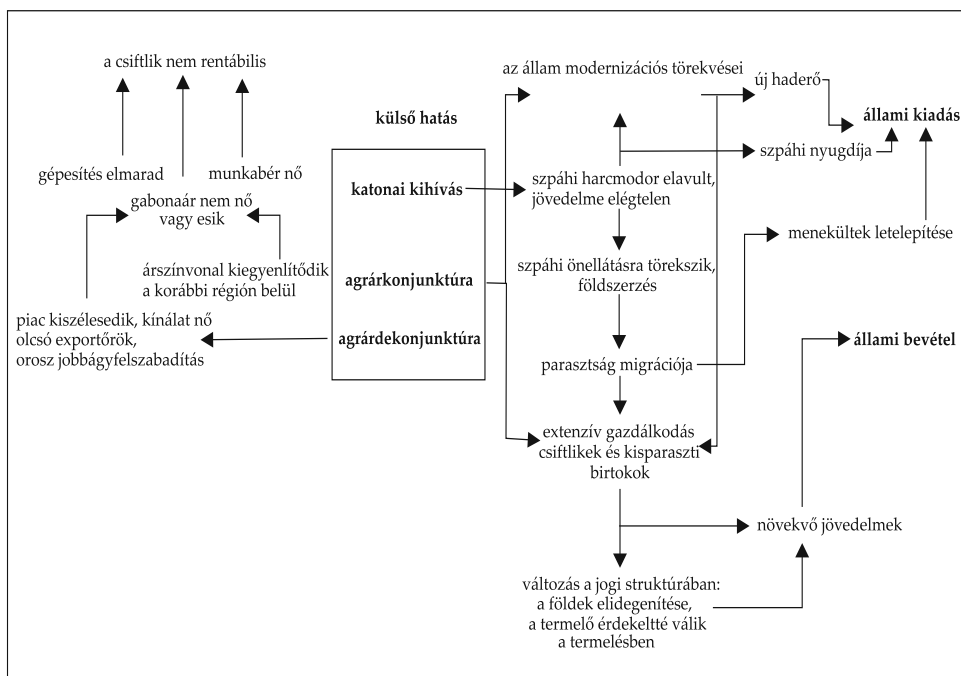 a csiftlik nem rentábilis
gépesítés elmarad
munkabér nő
gabonaár nem nő
vagy esik
árszínvonal kiegyenlítődik
a korábbi régión belül
piac kiszélesedik, kínálat nő
olcsó exportőrök,
orosz jobbágyfelszabadítás
külső hatás
katonai kihívás
agrárkonjunktúra
agrárdekonjunktúra
az állam modernizációs törekvései
szpáhi harcmodor elavult,
jövedelme elégtelen
szpáhi önellátásra törekszik,
földszerzés
parasztság migrációja
extenzív gazdálkodás
csiftlikek és kisparaszti
birtokok
változás a jogi struktúrában:
a földek elidegenítése,
a termelő érdekeltté válik
a termelésben
új haderő
állami kiadás
szpáhi nyugdíja
menekültek letelepítése
állami bevétel
növekvő jövedelmek